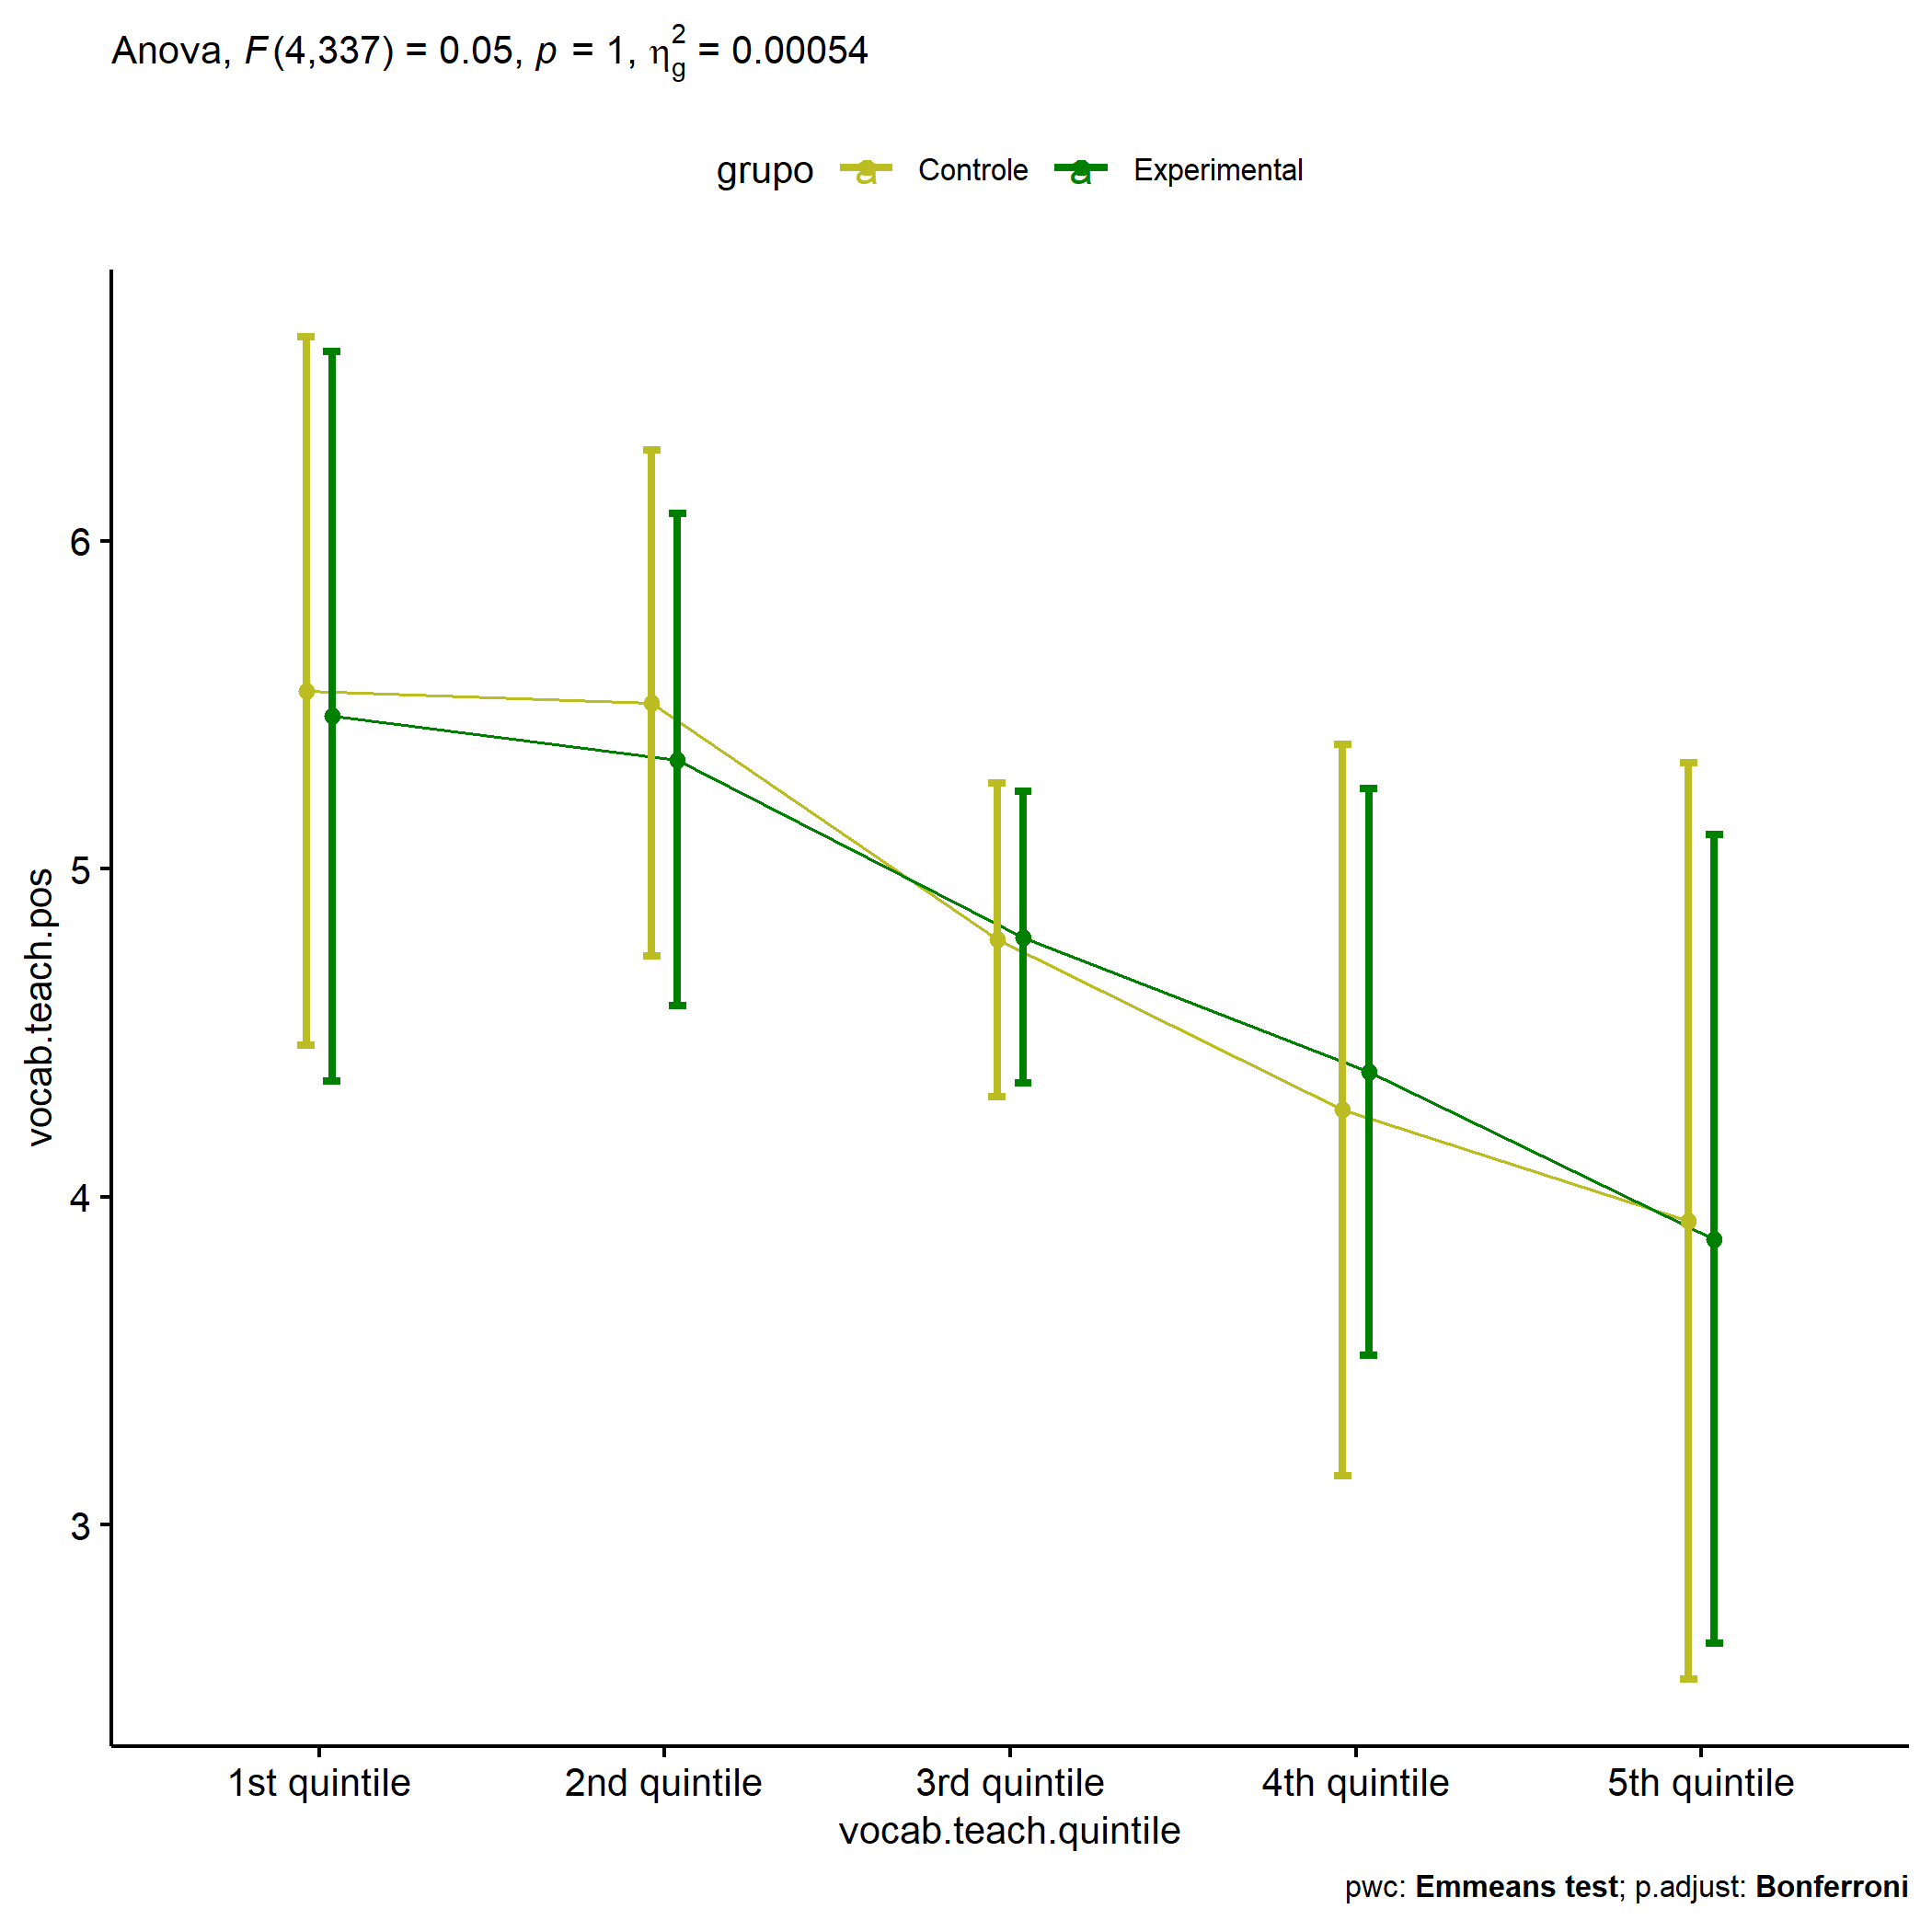 Anova, F(4,337) = 0.05, p = 1, η²g = 0.00054
grupo a Controle a Experimental
vocab.teach.pos
6
5
4
3
1st quintile 2nd quintile 3rd quintile 4th quintile 5th quintile
vocab.teach.quintile
pwc: Emmeans test; p.adjust: Bonferroni